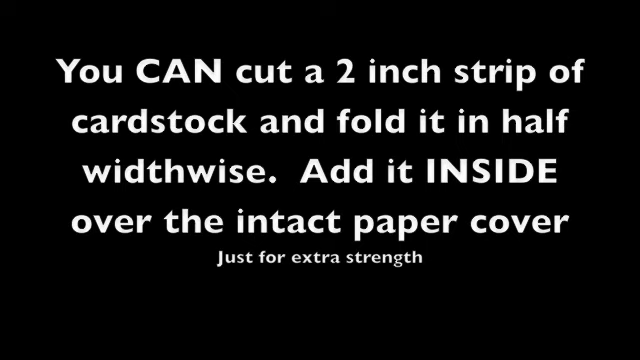 You CAN cut a 2 inch strip of
cardstock and fold it in half
widthwise.  Add it INSIDE
over the intact paper cover
Just for extra strength